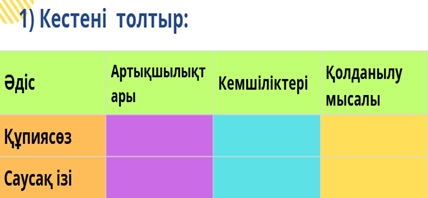 1) Кестені толтыр:
Әдіс
Артықшылықт
ары
Кемшіліктері
Қолданылу
мысалы
Құпиясөз
Саусақ ізі